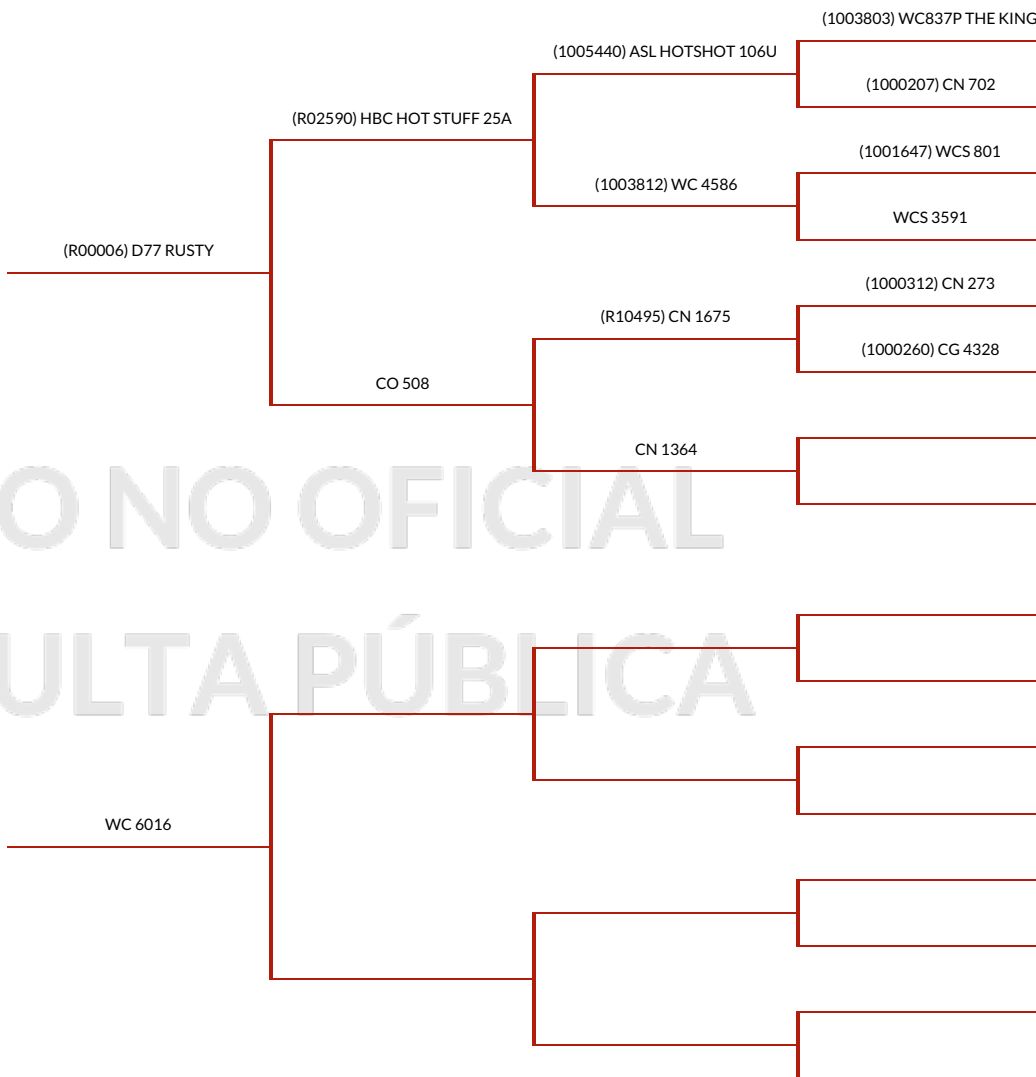 (1003803) WC837P THE KING
(1005440) ASL HOTSHOT 106U
(1000207) CN 702
(R02590) HBC HOT STUFF 25A
(1001647) WCS 801
(1003812) WC 4586
WCS 3591
(R00006) D77 RUSTY
(1000312) CN 273
(R10495) CN 1675
(1000260) CG 4328
CO 508
CN 1364
O NO OFICIAL
ULTA PÚBLICA
WC 6016